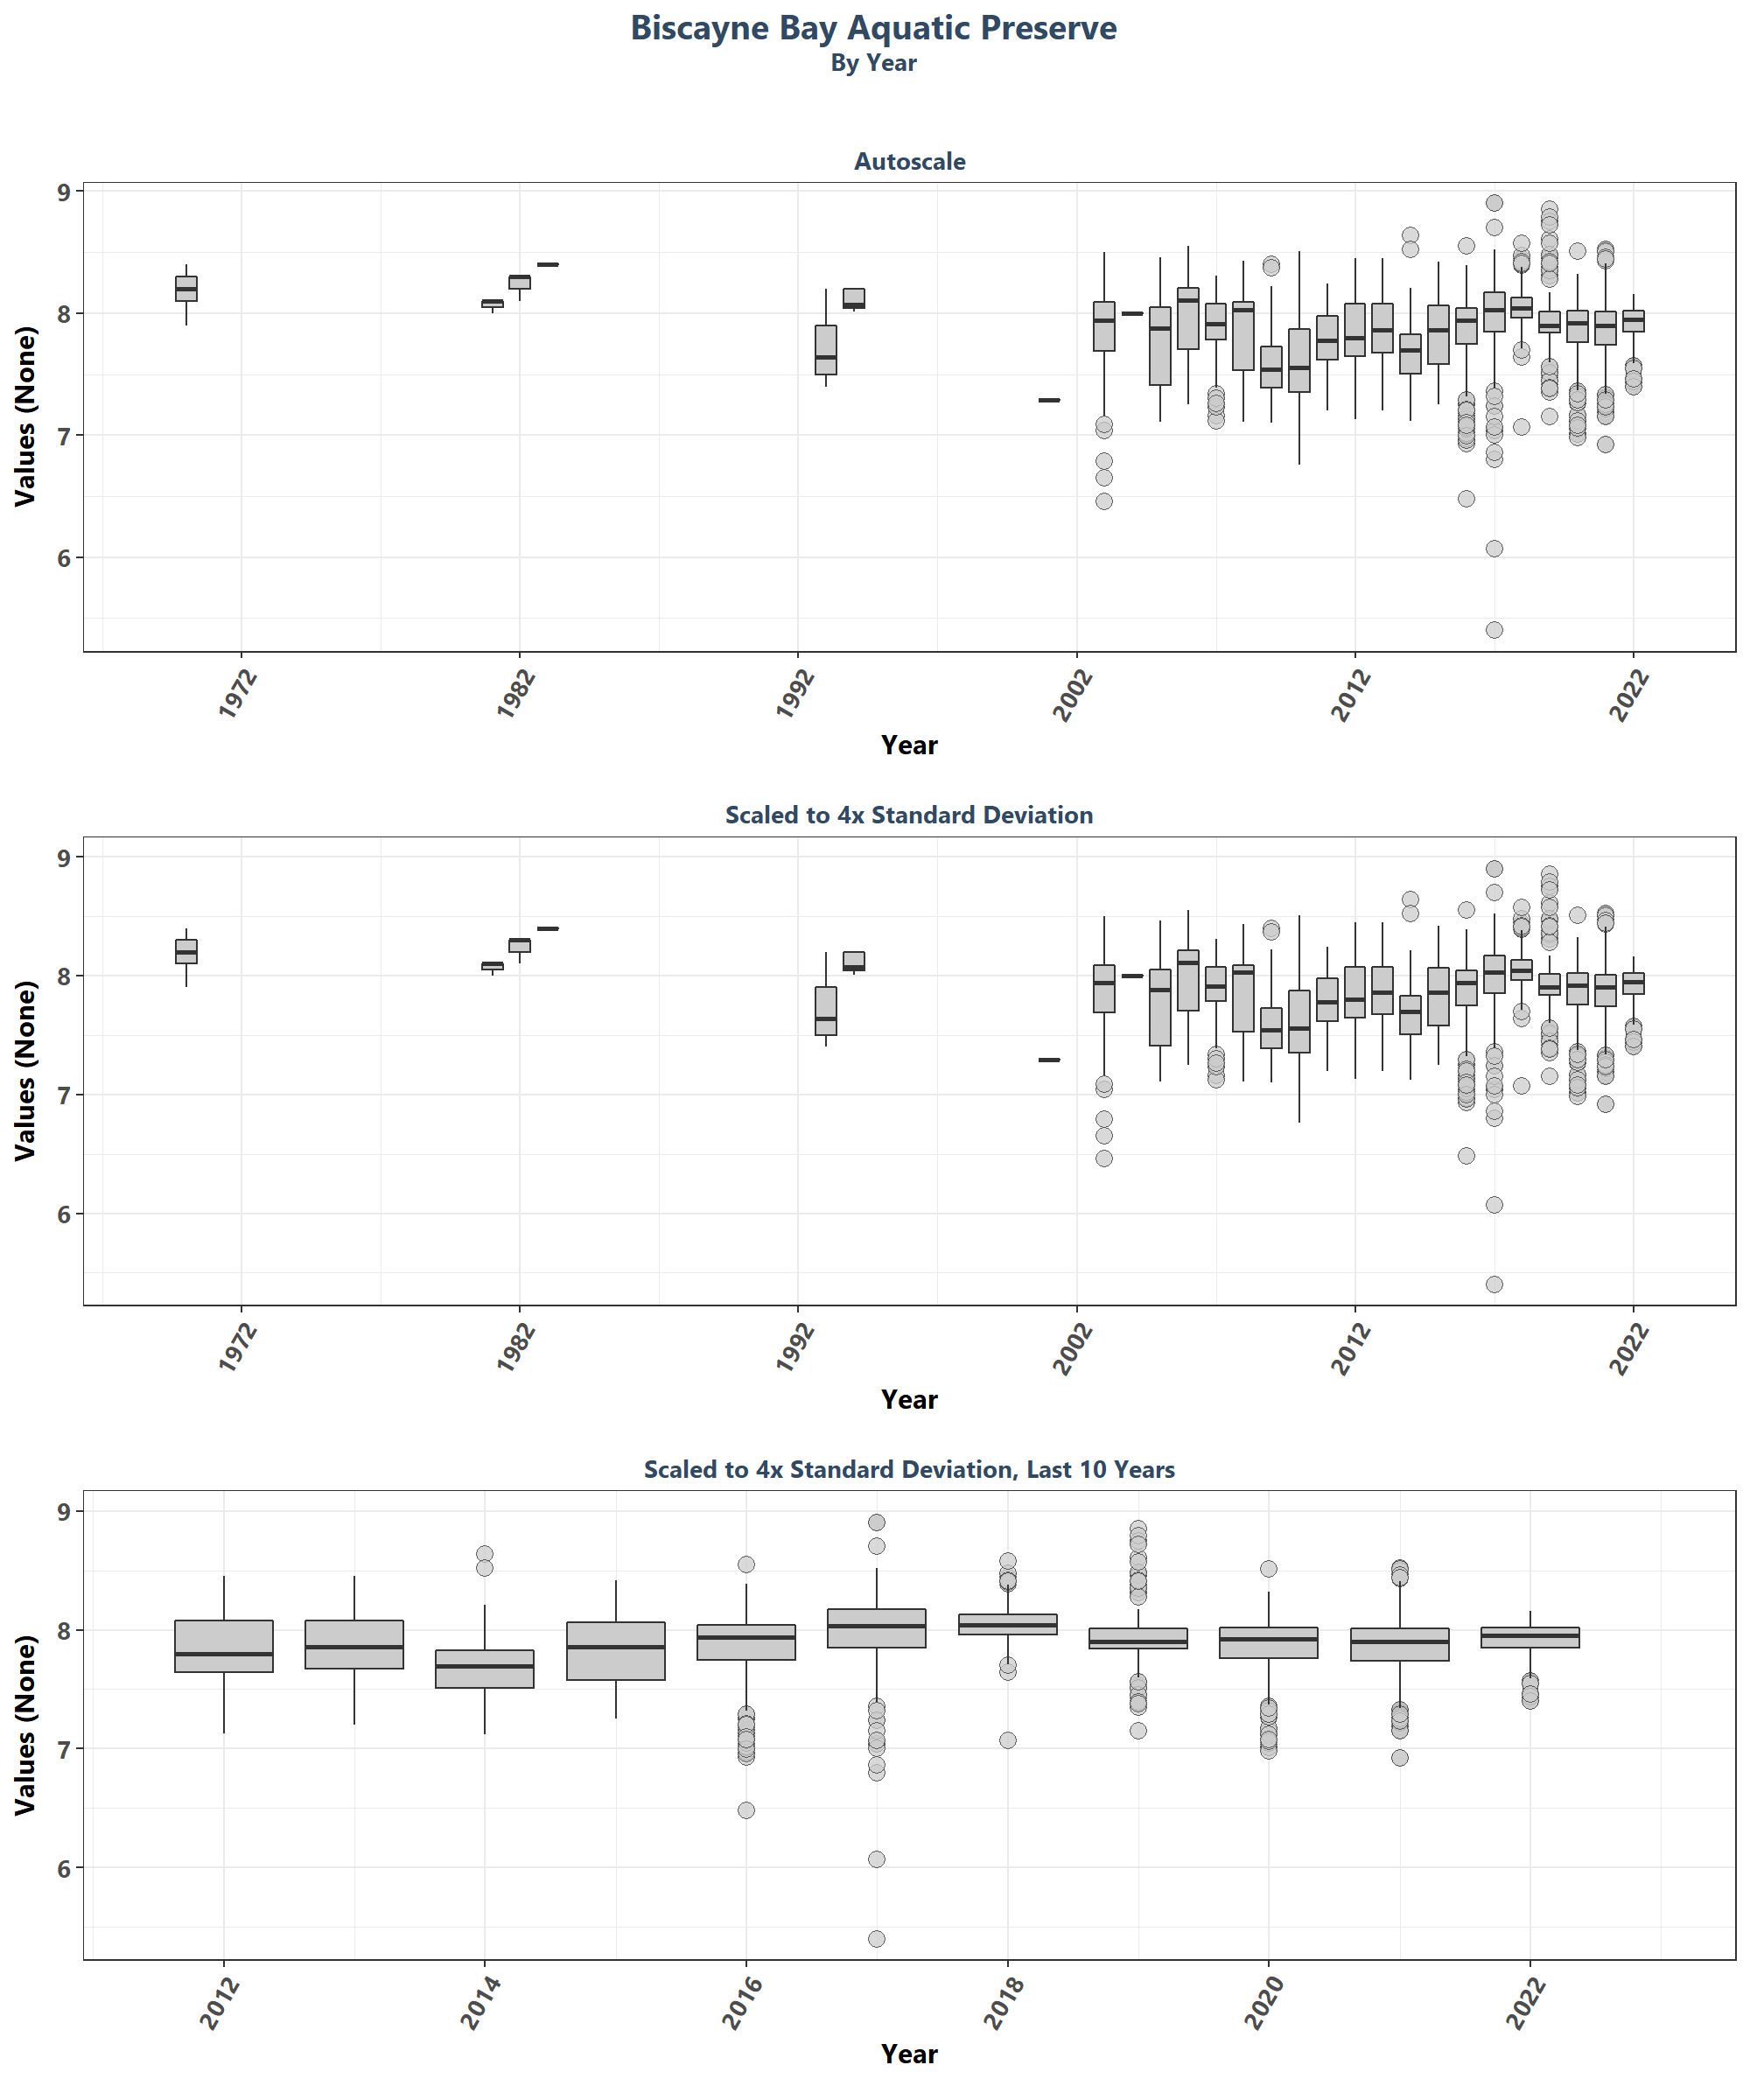 Biscayne Bay Aquatic Preserve
By Year
Autoscale
9
8
7
6
Values (None)
1972
1982
1992
2002
2012
2022
Year
Scaled to 4x Standard Deviation
9
8
7
6
Values (None)
1972
1982
1992
2002
2012
2022
Year
Scaled to 4x Standard Deviation, Last 10 Years
9
8
7
6
Values (None)
2012
2014
2016
2018
2020
2022
Year